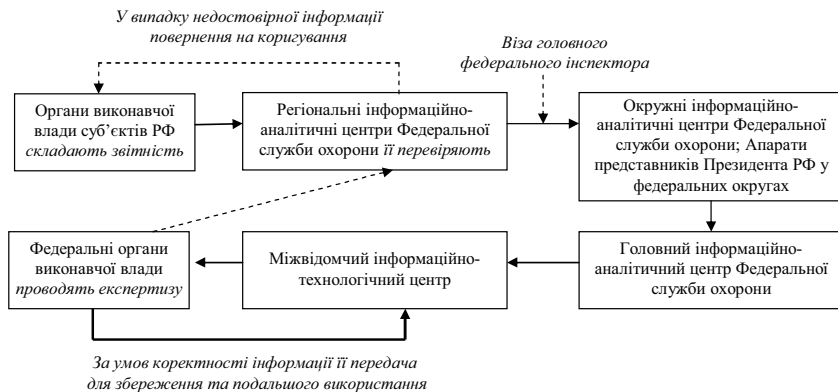 У випадку недостовірної інформації
повернення на коригування
Віза головного
федерального інспектора
Органи виконавчої
влади суб’єктів РФ
складають звітність
Регіональні інформаційно-
аналітичні центри Федеральної
служби охорони її перевіряють
Окружні інформаційно-
аналітичні центри Федеральної
служби охорони; Апарати
представників Президента РФ у
федеральних округах
Федеральні органи
виконавчої влади
проводять експертизу
Міжвідомчий інформаційно-
технологічний центр
Головний інформаційно-
аналітичний центр Федеральної
служби охорони
За умов коректності інформації її передача
для збереження та подальшого використання